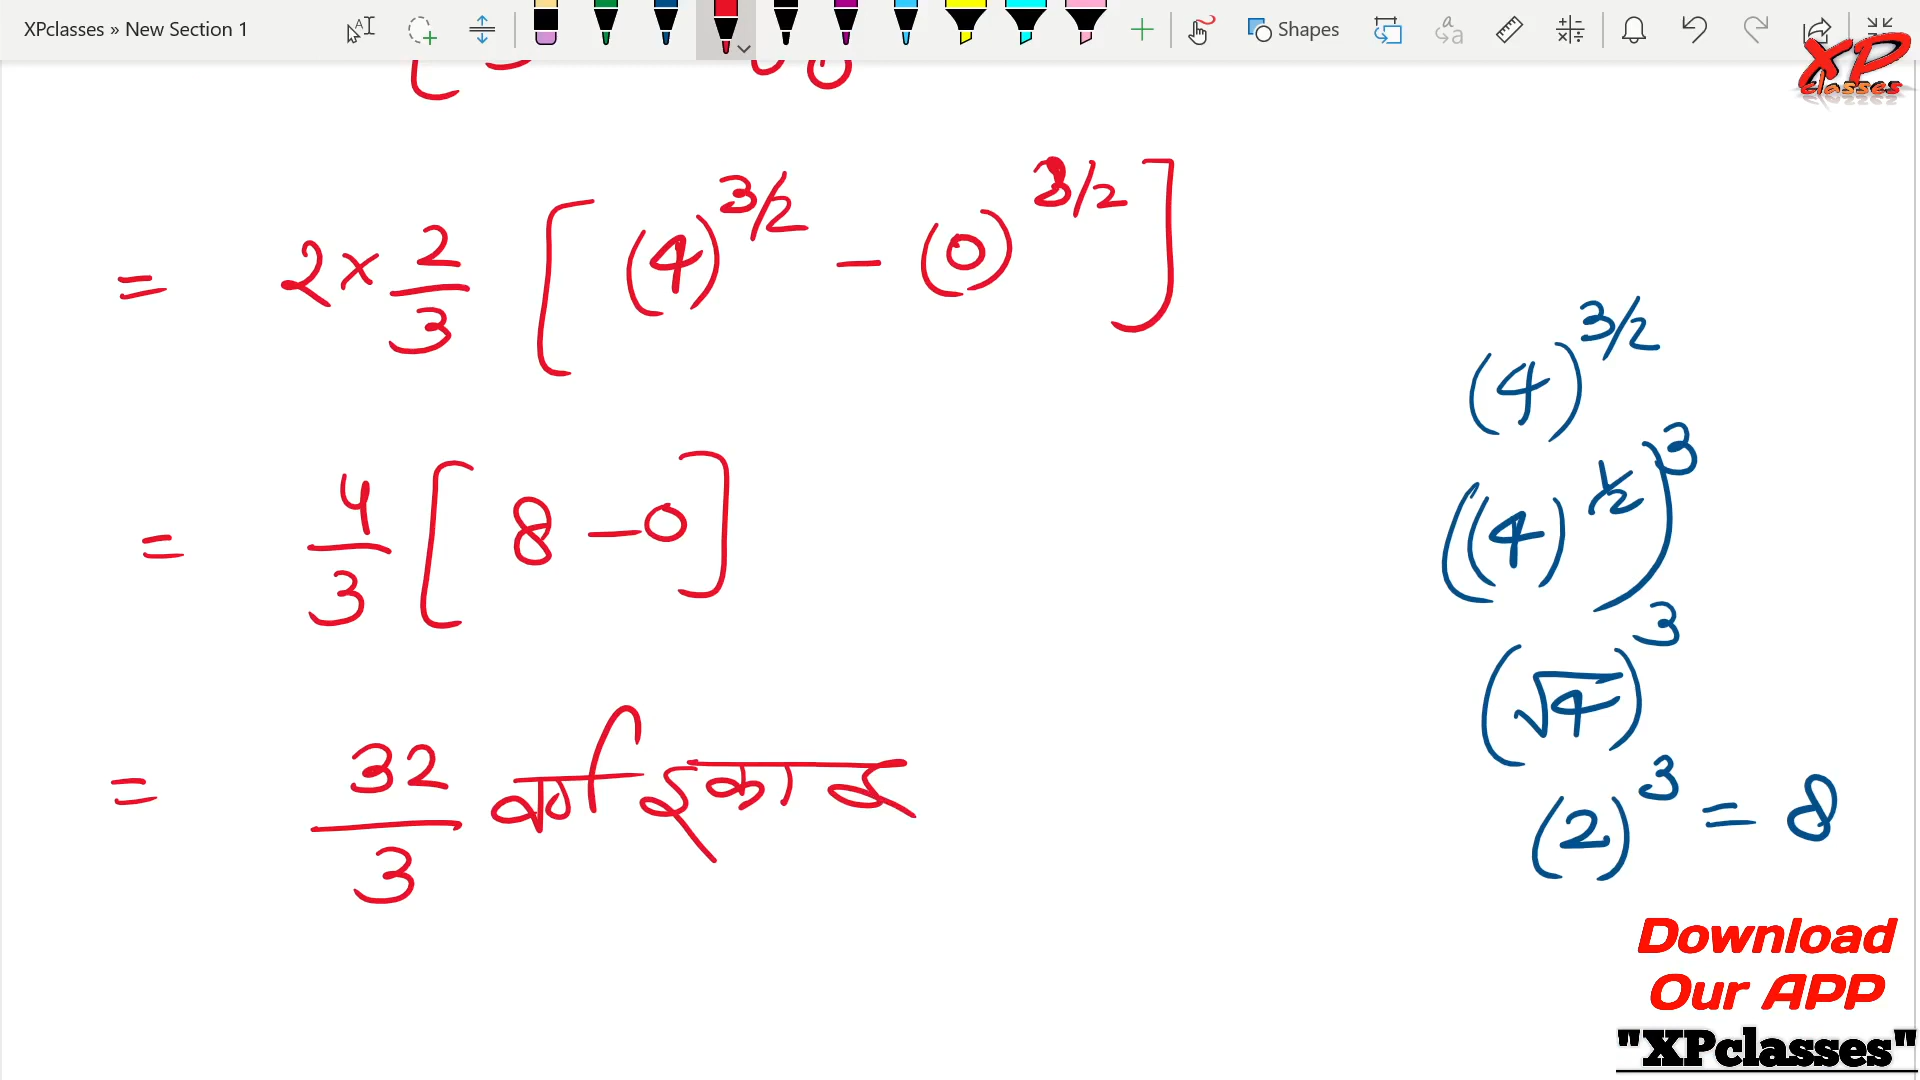 XPclasses » New Section 1
Shapes
XP
classes
= 2 × 2/3 [ (4)^3/2 − (0)^3/2 ]
= 4/3 [ 8 − 0 ]
= 32/3 वर्ग इकाई
(4)^3/2
((4)^1/2)^3
(√4)^3
(2)^3 = 8
Download
Our APP
"XPclasses"